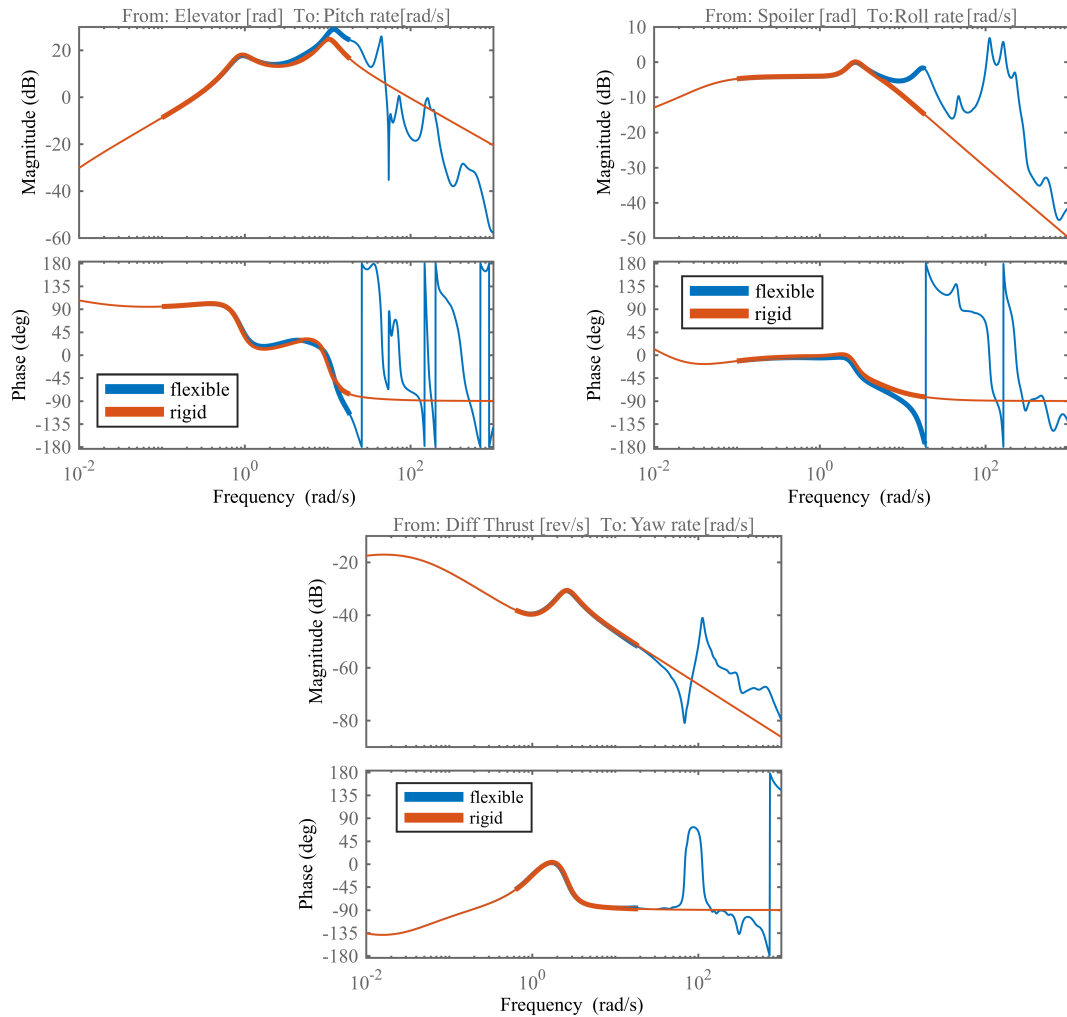 From: Elevator [rad] To: Pitch rate[rad/s]
Magnitude (dB)
20
0
-20
-40
-60
Phase (deg)
180
135
90
45
0
-45
-90
-135
-180
flexible
rigid
10^-2
10^0
10^2
Frequency (rad/s)
From: Spoiler [rad] To:Roll rate[rad/s]
Magnitude (dB)
10
0
-10
-20
-30
-40
-50
Phase (deg)
180
135
90
45
0
-45
-90
-135
-180
flexible
rigid
10^-2
10^0
10^2
Frequency (rad/s)
From: Diff Thrust [rev/s] To: Yaw rate[rad/s]
Magnitude (dB)
-20
-40
-60
-80
Phase (deg)
180
135
90
45
0
-45
-90
-135
-180
flexible
rigid
10^-2
10^0
10^2
Frequency (rad/s)